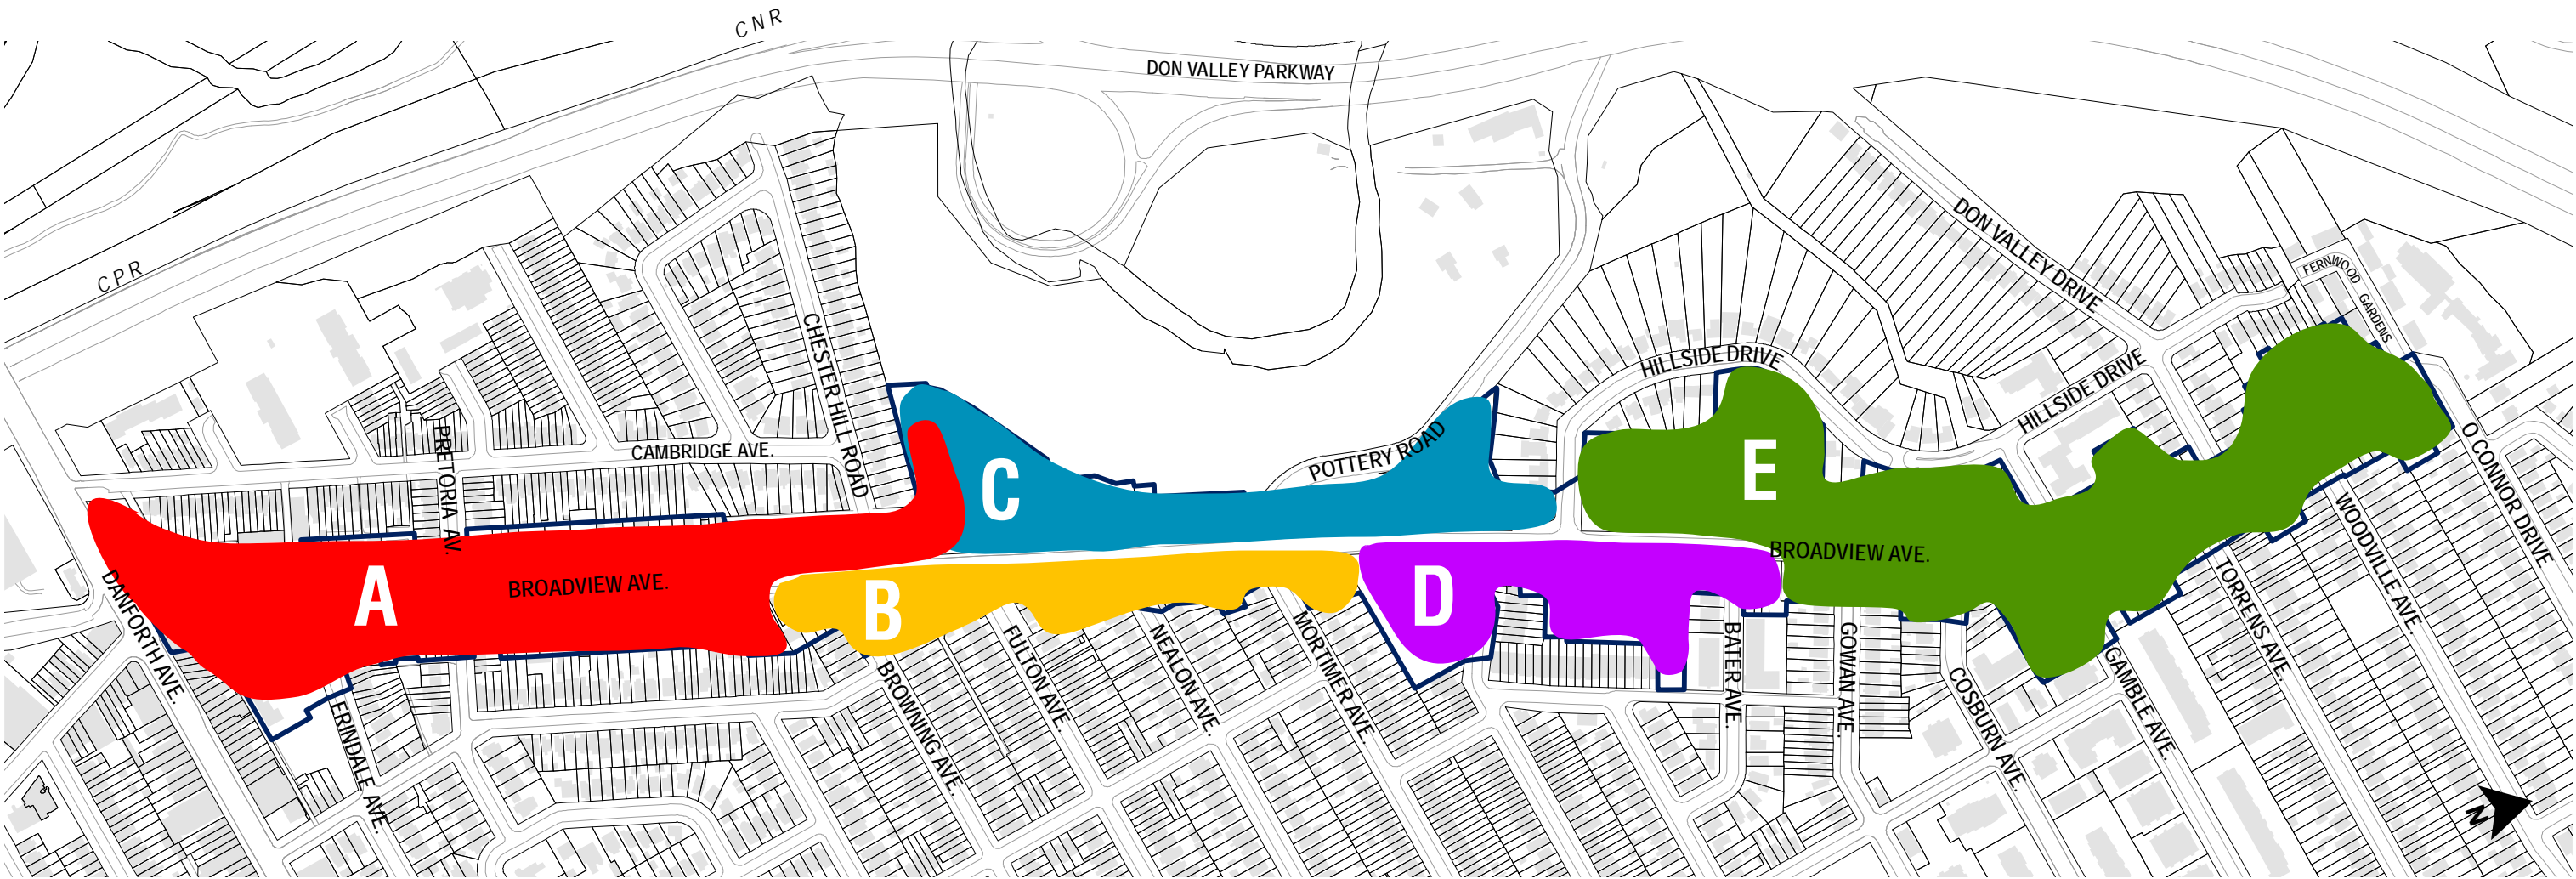 CNR
DON VALLEY PARKWAY
CPR
DON VALLEY DRIVE
FERNWOOD GARDENS
CHESTER HILL ROAD
HILLSIDE DRIVE
HILLSIDE DRIVE
PRETORIA AV.
CAMBRIDGE AVE.
POTTERY ROAD
O CONNOR DRIVE
C
E
WOODVILLE AVE.
BROADVIEW AVE.
A
BROADVIEW AVE.
B
D
DANFORTH AVE.
TORRENS AVE.
FULTON AVE.
NEALON AVE.
MORTIMER AVE.
BATER AVE.
GOWAN AVE.
GAMBLE AVE.
BROWNING AVE.
COSBURN AVE.
ERINDALE AVE.
N